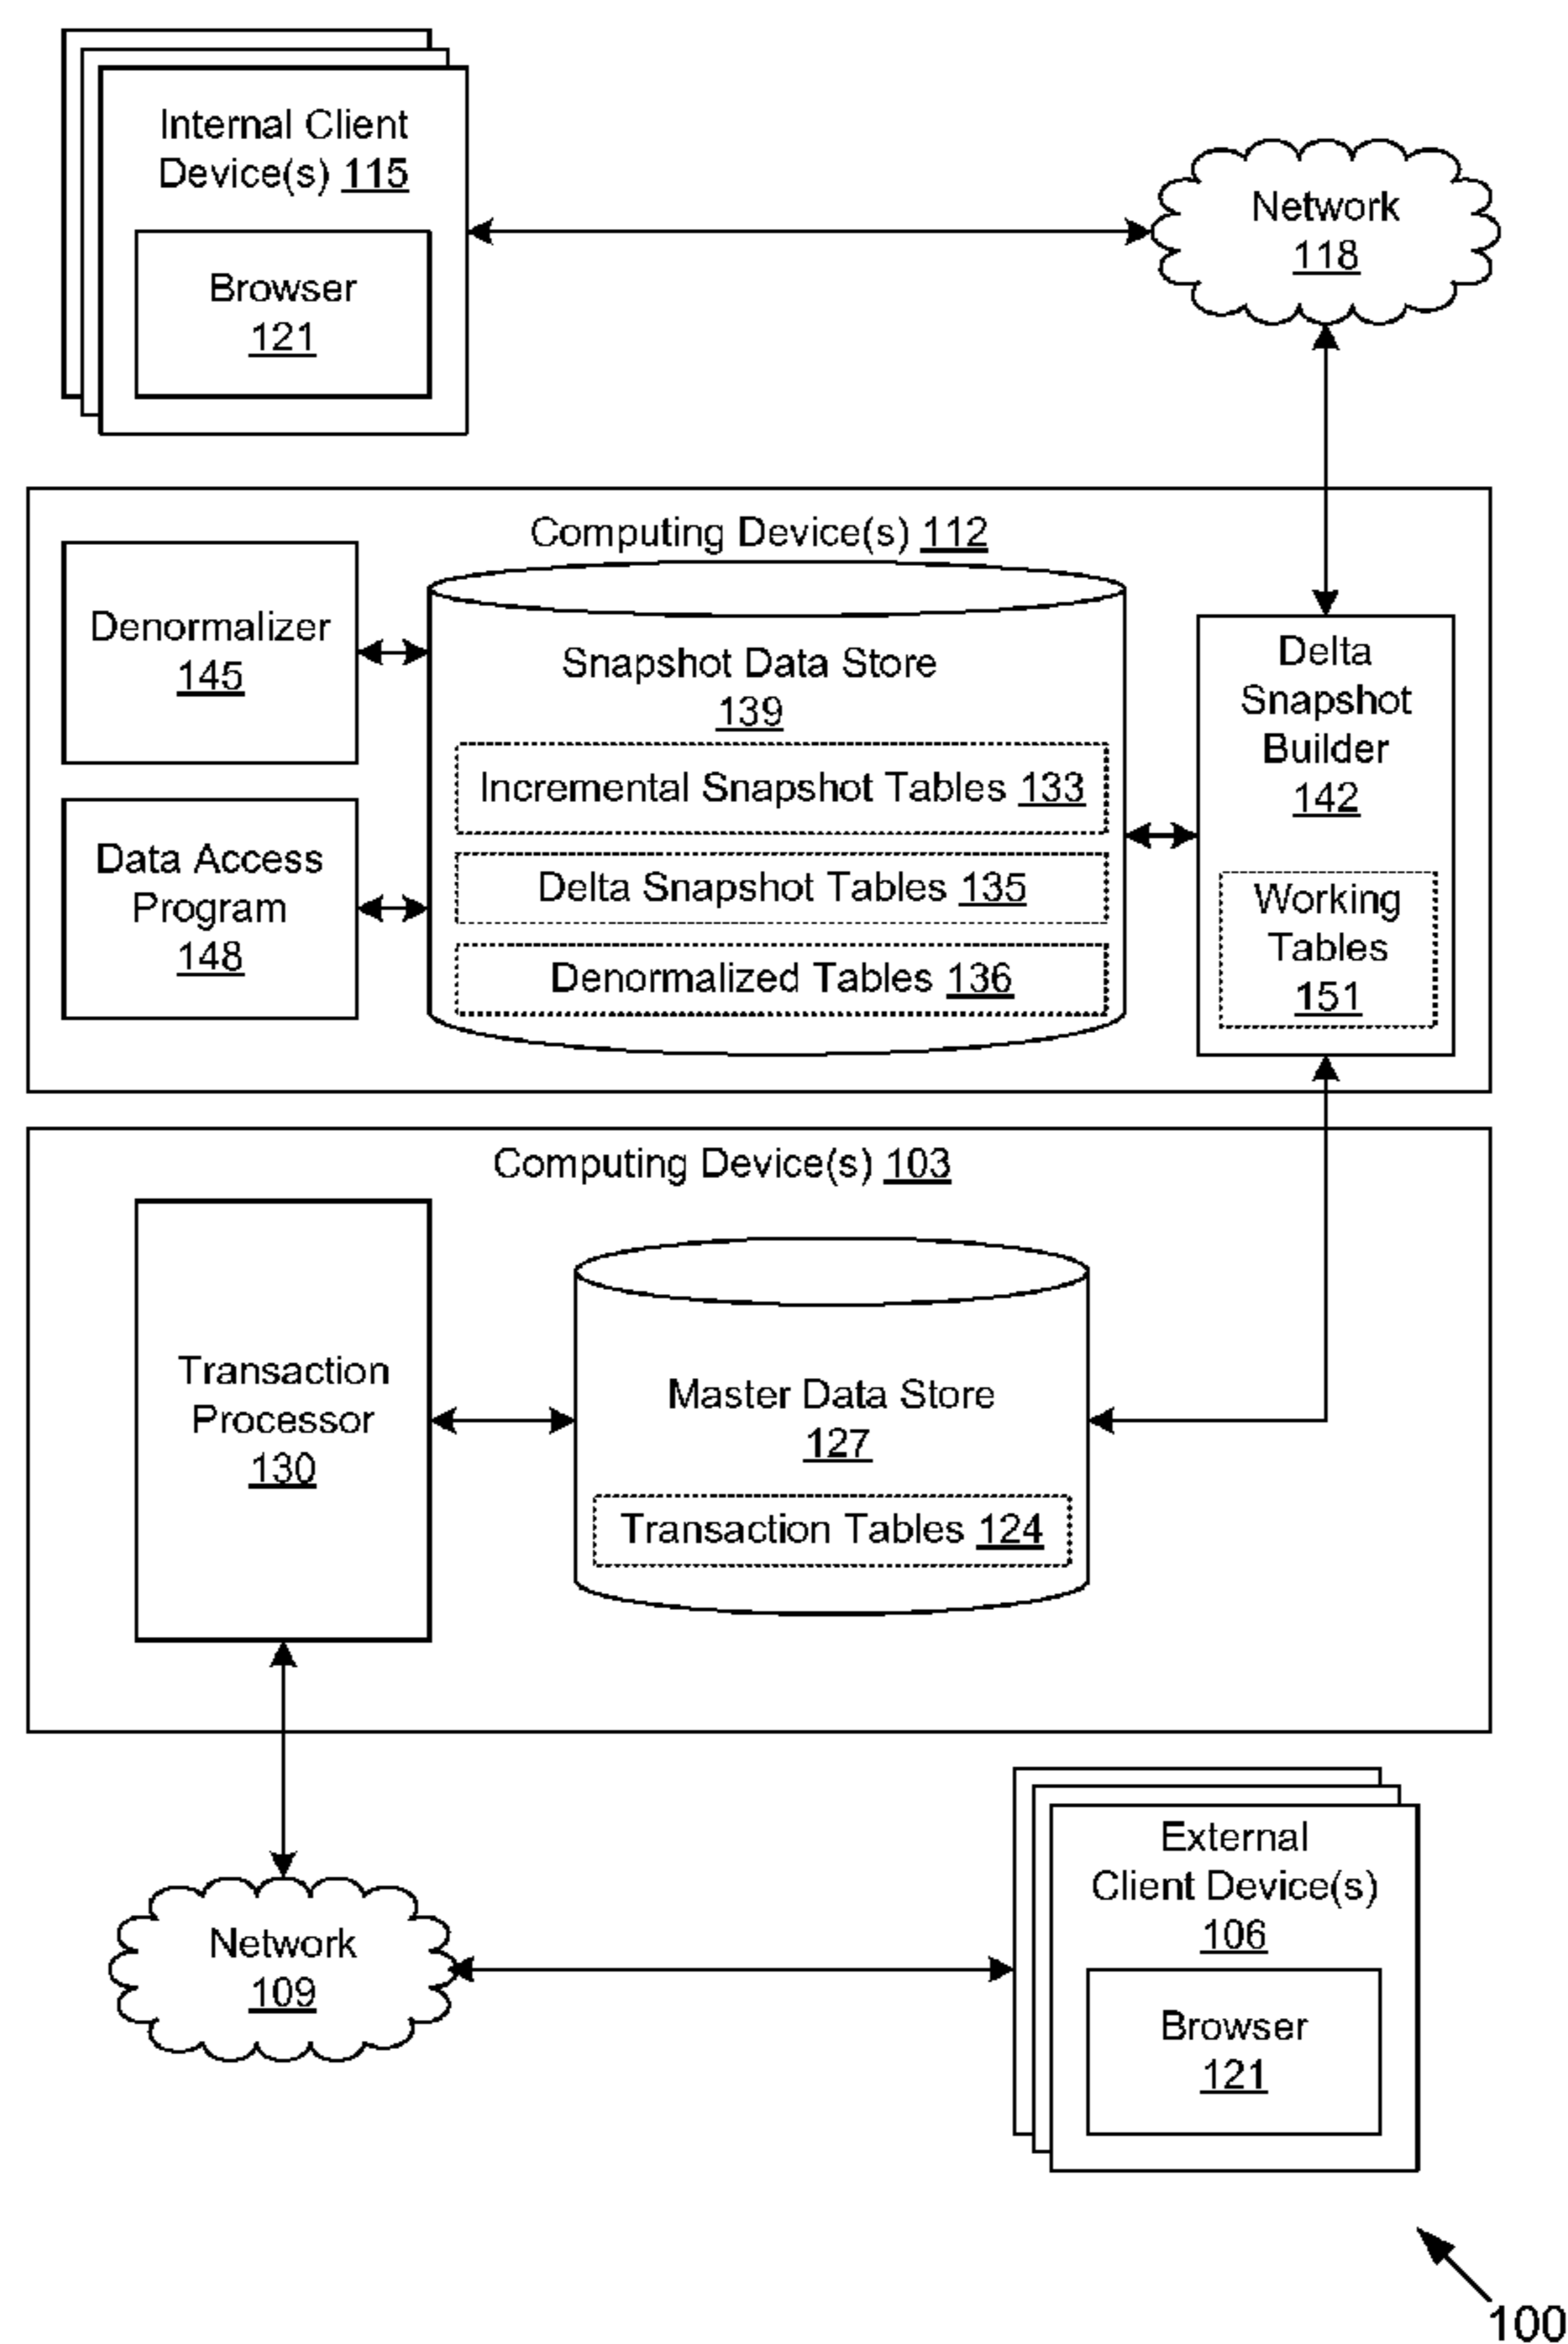 Internal Client
Device(s) 115
Browser
121
Network
118
Computing Device(s) 112
Denormalizer
145
Data Access
Program
148
Snapshot Data Store
139
Incremental Snapshot Tables 133
Delta Snapshot Tables 135
Denormalized Tables 136
Delta
Snapshot
Builder
142
Working
Tables
151
Computing Device(s) 103
Transaction
Processor
130
Master Data Store
127
Transaction Tables 124
Network
109
External
Client Device(s)
106
Browser
121
100